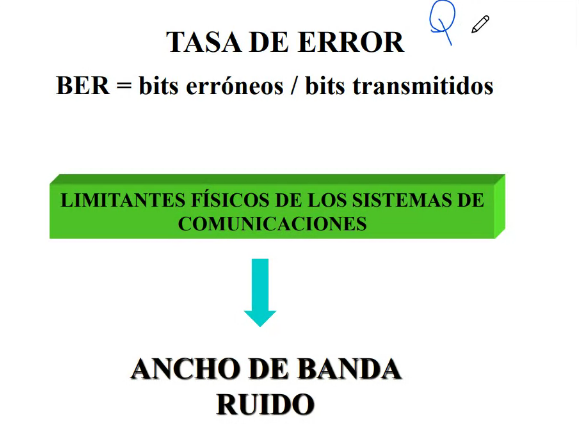 TASA DE ERROR
Q
BER = bits erróneos / bits transmitidos
LIMITANTES FÍSICOS DE LOS SISTEMAS DE
COMUNICACIONES
ANCHO DE BANDA
RUIDO